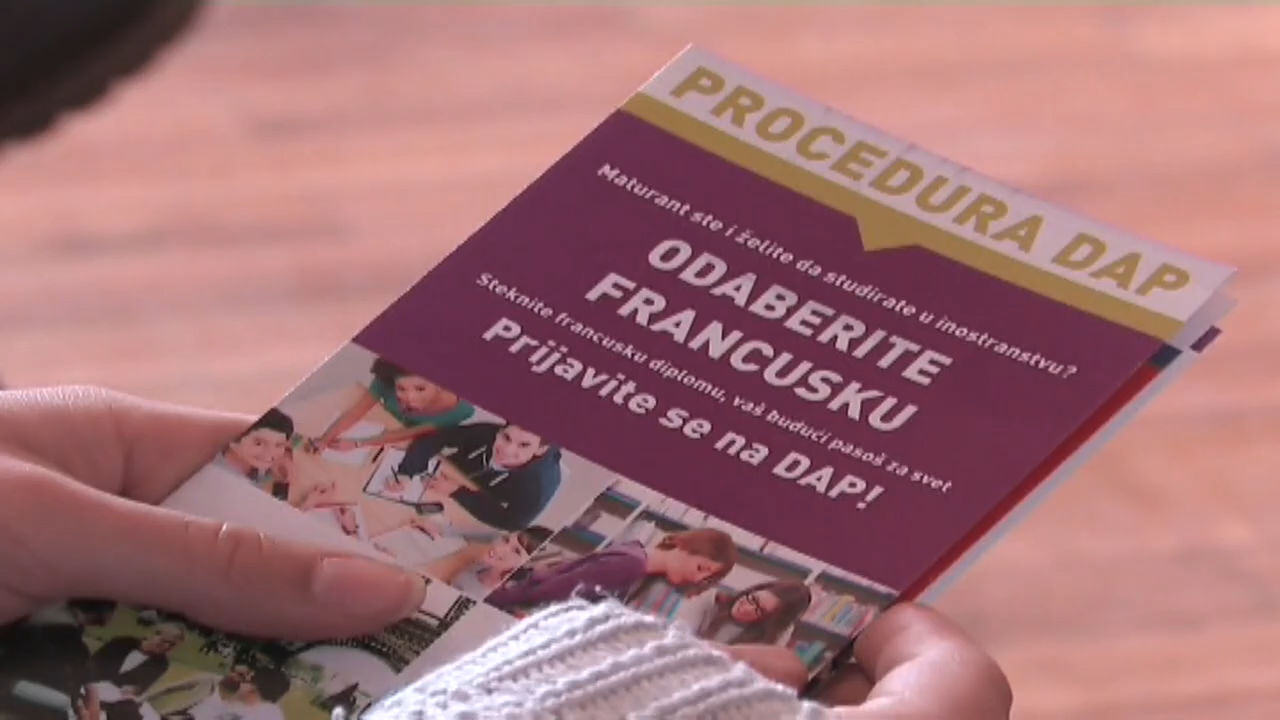 PROCEDURA DAP
Maturant ste i želite da studirate u inostranstvu?
ODABERITE
FRANCUSKU
Steknite francusku diplomu, vaš budući pasoš za svet
Prijavite se na DAP!